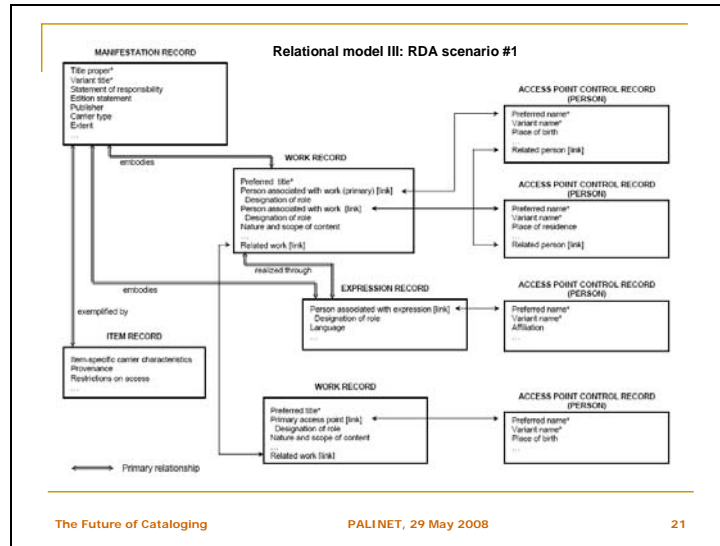 Relational model III: RDA scenario #1
MANIFESTATION RECORD
Title proper*
Variant title*
Statement of responsibility
Edition statement
Publisher
Carrier type
Extent
...
embodies
WORK RECORD
Preferred title*
Person associated with work (primary) [link]
Designation of role
Person associated with work [link]
Designation of role
Nature and scope of content
...
Related work [link]
ACCESS POINT CONTROL RECORD
(PERSON)
Preferred name*
Variant name*
Place of birth
...
Related person [link]
ACCESS POINT CONTROL RECORD
(PERSON)
Preferred name*
Variant name*
Place of residence
...
Related person [link]
realized through
embodies
EXPRESSION RECORD
Person associated with expression [link]
Designation of role
Language
...
ACCESS POINT CONTROL RECORD
(PERSON)
Preferred name*
Variant name*
Affiliation
...
exemplified by
ITEM RECORD
Item-specific carrier characteristics
Provenance
Restrictions on access
...
WORK RECORD
Preferred title*
Primary access point [link]
Designation of role
Nature and scope of content
...
Related work [link]
ACCESS POINT CONTROL RECORD
(PERSON)
Preferred name*
Variant name*
Place of birth
...
Primary relationship
The Future of Cataloging
PALINET, 29 May 2008
21